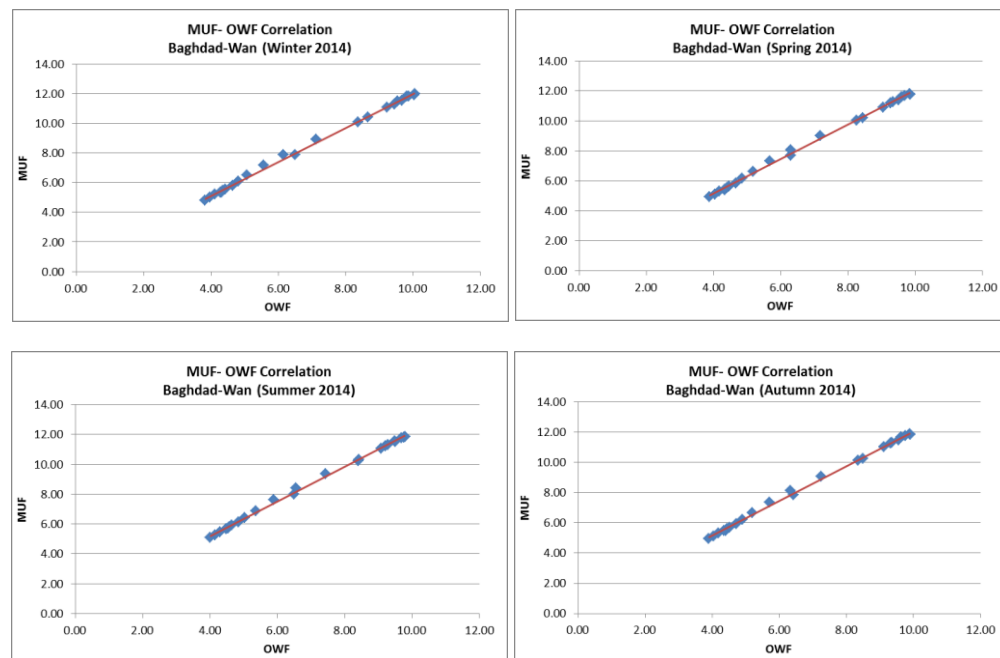 MUF- OWF Correlation
Baghdad-Wan (Winter 2014)
14.00
12.00
10.00
8.00
6.00
4.00
2.00
0.00
MUF
0.00 2.00 4.00 6.00 8.00 10.00 12.00
OWF
MUF- OWF Correlation
Baghdad-Wan (Spring 2014)
14.00
12.00
10.00
8.00
6.00
4.00
2.00
0.00
MUF
0.00 2.00 4.00 6.00 8.00 10.00 12.00
OWF
MUF- OWF Correlation
Baghdad-Wan (Summer 2014)
14.00
12.00
10.00
8.00
6.00
4.00
2.00
0.00
MUF
0.00 2.00 4.00 6.00 8.00 10.00 12.00
OWF
MUF- OWF Correlation
Baghdad-Wan (Autumn 2014)
14.00
12.00
10.00
8.00
6.00
4.00
2.00
0.00
MUF
0.00 2.00 4.00 6.00 8.00 10.00 12.00
OWF